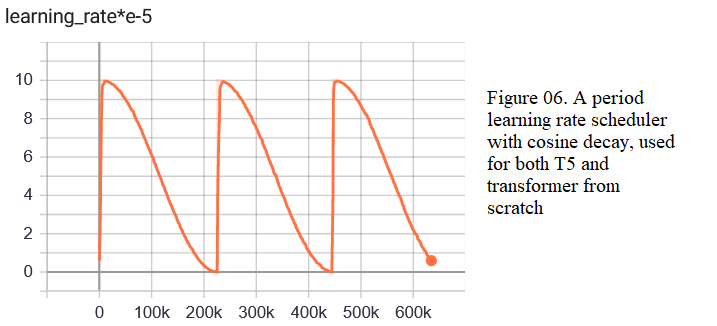 learning_rate*e-5
10
8
6
4
2
0
0 100k 200k 300k 400k 500k 600k
Figure 06. A period
learning rate scheduler
with cosine decay, used
for both T5 and
transformer from
scratch